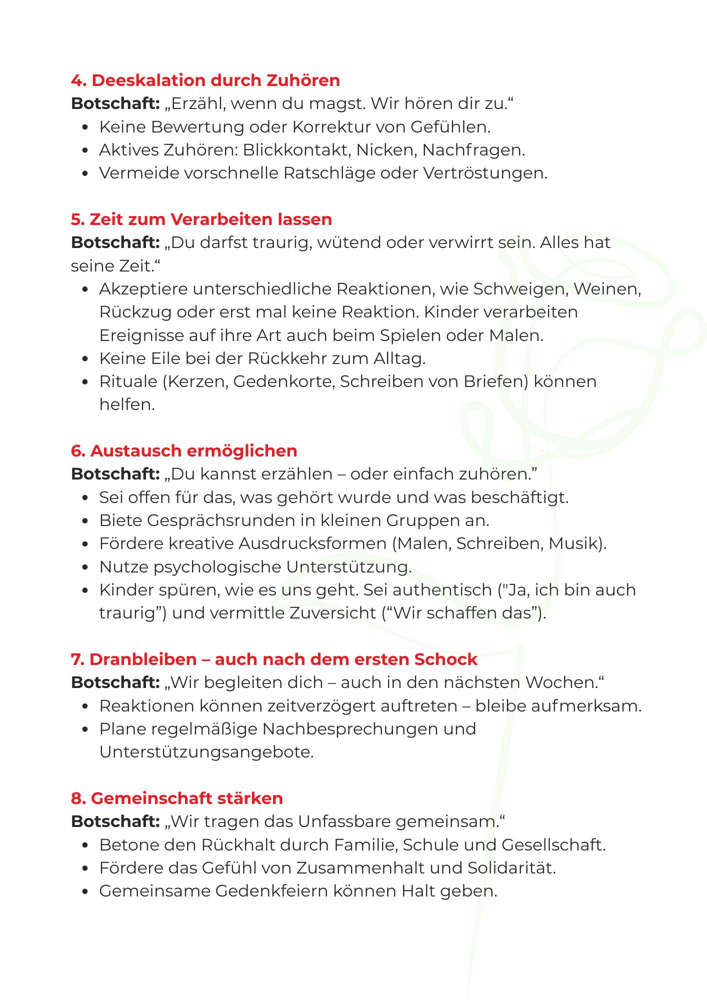 4. Deeskalation durch Zuhören
Botschaft: „Erzähl, wenn du magst. Wir hören dir zu.“
• Keine Bewertung oder Korrektur von Gefühlen.
• Aktives Zuhören: Blickkontakt, Nicken, Nachfragen.
• Vermeide vorschnelle Ratschläge oder Vertröstungen.
5. Zeit zum Verarbeiten lassen
Botschaft: „Du darfst traurig, wütend oder verwirrt sein. Alles hat
seine Zeit.“
• Akzeptiere unterschiedliche Reaktionen, wie Schweigen, Weinen,
Rückzug oder erst mal keine Reaktion. Kinder verarbeiten
Ereignisse auf ihre Art auch beim Spielen oder Malen.
• Keine Eile bei der Rückkehr zum Alltag.
• Rituale (Kerzen, Gedenkorte, Schreiben von Briefen) können
helfen.
6. Austausch ermöglichen
Botschaft: „Du kannst erzählen – oder einfach zuhören.”
• Sei offen für das, was gehört wurde und was beschäftigt.
• Biete Gesprächsrunden in kleinen Gruppen an.
• Fördere kreative Ausdrucksformen (Malen, Schreiben, Musik).
• Nutze psychologische Unterstützung.
• Kinder spüren, wie es uns geht. Sei authentisch ("Ja, ich bin auch
traurig”) und vermittle Zuversicht (“Wir schaffen das”).
7. Dranbleiben – auch nach dem ersten Schock
Botschaft: „Wir begleiten dich – auch in den nächsten Wochen.“
• Reaktionen können zeitverzögert auftreten – bleibe aufmerksam.
• Plane regelmäßige Nachbesprechungen und
Unterstützungsangebote.
8. Gemeinschaft stärken
Botschaft: „Wir tragen das Unfassbare gemeinsam.“
• Betone den Rückhalt durch Familie, Schule und Gesellschaft.
• Fördere das Gefühl von Zusammenhalt und Solidarität.
• Gemeinsame Gedenkfeiern können Halt geben.